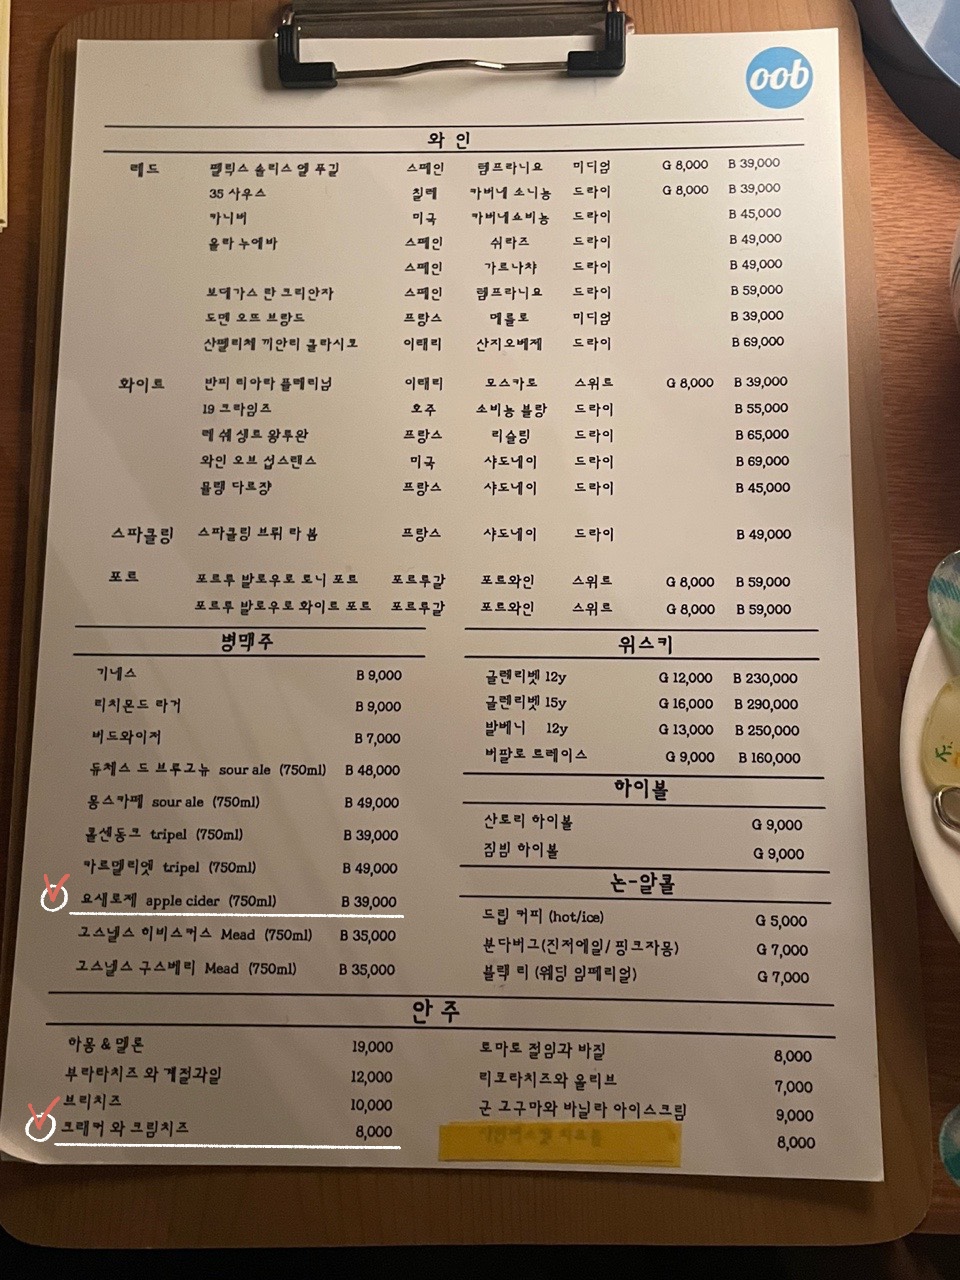 oob
와 인
레드 펠릭스 솔리스 엘 푸길 스페인 템프라니요 미디엄 G 8,000 B 39,000
35 사우스 칠레 카버네 소니뇽 드라이 G 8,000 B 39,000
카니버 미국 카버네쇼비뇽 드라이 B 45,000
올라 누에바 스페인 쉬라즈 드라이 B 49,000
스페인 가르나챠 드라이 B 49,000
보데가스 란 크리안자 스페인 템프라니요 드라이 B 59,000
도멘 오뜨 브랑드 프랑스 메를로 미디엄 B 39,000
산펠리체 끼안티 클라시코 이태리 산지오베제 드라이 B 69,000
화이트 반피 리아라 플레리넘 이태리 모스카토 스위트 G 8,000 B 39,000
19 크라임즈 호주 소비뇽 블랑 드라이 B 55,000
레 쉐 생트 왕투완 프랑스 리슬링 드라이 B 65,000
와인 오브 섭스탠스 미국 샤도네이 드라이 B 69,000
물랭 다르쟝 프랑스 샤도네이 드라이 B 45,000
스파클링 스파클링 브뤼 라 봄 프랑스 샤도네이 드라이 B 49,000
포트 포르투 발로우로 토니 포트 포르투갈 포트와인 스위트 G 8,000 B 59,000
포르투 발로우로 화이트 포트 포르투갈 포트와인 스위트 G 8,000 B 59,000
병맥주
기네스 B 9,000
리치몬드 라거 B 9,000
버드와이저 B 7,000
듀체스 드 브루고뉴 sour ale (750ml) B 48,000
몽스카페 sour ale (750ml) B 49,000
콜센동크 tripel (750ml) B 39,000
카르멜리엣 tripel (750ml) B 49,000
요새로제 apple cider (750ml) B 39,000
고스넬스 히비스커스 Mead (750ml) B 35,000
고스넬스 구스베리 Mead (750ml) B 35,000
위스키
글렌리벳 12y G 12,000 B 230,000
글렌리벳 15y G 16,000 B 290,000
발베니 12y G 13,000 B 250,000
버팔로 트레이스 G 9,000 B 160,000
하이볼
산토리 하이볼 G 9,000
짐빔 하이볼 G 9,000
논-알콜
드립 커피 (hot/ice) G 5,000
분다버그(진저에일/ 핑크자몽) G 7,000
블랙 티 (웨딩 임페리얼) G 7,000
안 주
하몽 & 멜론 19,000
부라타치즈 와 계절과일 12,000
브리치즈 10,000
크래커 와 크림치즈 8,000
토마토 절임과 바질 8,000
리코타치즈와 올리브 7,000
군 고구마와 바닐라 아이스크림 9,000
8,000